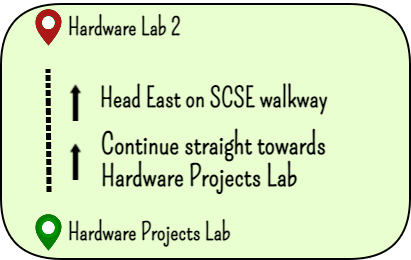 Hardware Lab 2
Head East on SCSE walkway
Continue straight towards
Hardware Projects Lab
Hardware Projects Lab